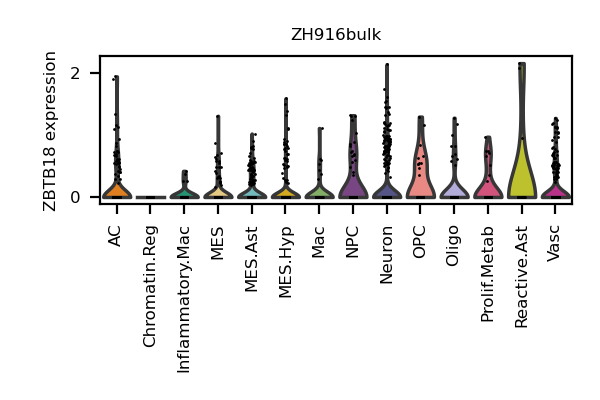 ZH916bulk
ZBTB18 expression
2
0
AC
Chromatin.Reg
Inflammatory.Mac
MES
MES.Ast
MES.Hyp
Mac
NPC
Neuron
OPC
Oligo
Prolif.Metab
Reactive.Ast
Vasc